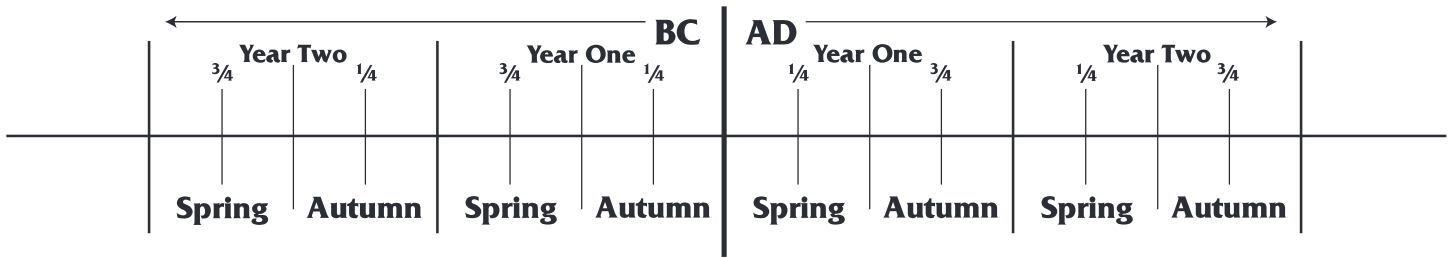 BC AD
Year Two Year One Year One Year Two
¾ ¼ ¾ ¼ ¼ ¾ ¼ ¾
Spring Autumn Spring Autumn Spring Autumn Spring Autumn